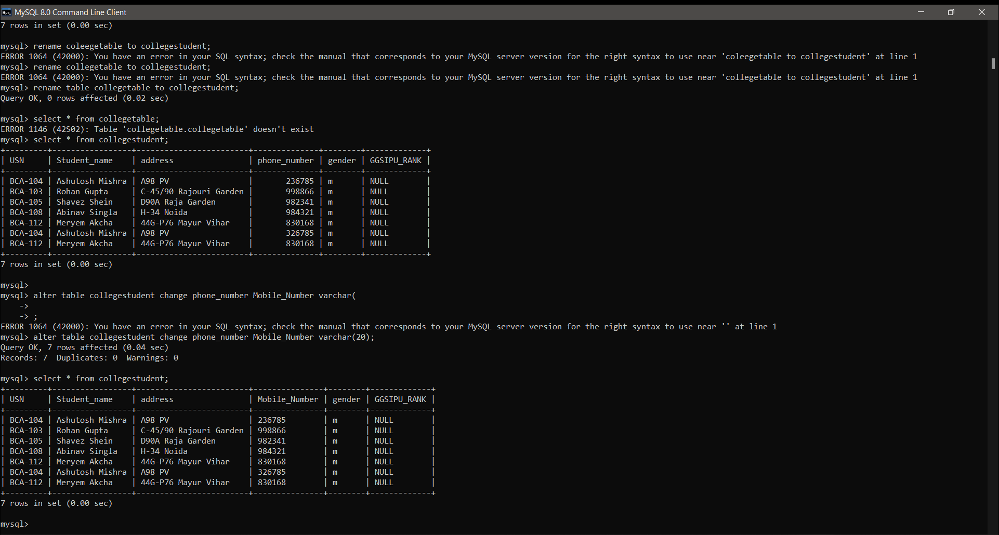 MySQL 8.0 Command Line Client
7 rows in set (0.00 sec)
mysql> rename coleegetable to collegestudent;
ERROR 1064 (42000): You have an error in your SQL syntax; check the manual that corresponds to your MySQL server version for the right syntax to use near 'coleegetable to collegestudent' at line 1
mysql> rename collegetable to collegestudent;
ERROR 1064 (42000): You have an error in your SQL syntax; check the manual that corresponds to your MySQL server version for the right syntax to use near 'collegetable to collegestudent' at line 1
mysql> rename table collegetable to collegestudent;
Query OK, 0 rows affected (0.02 sec)
mysql> select * from collegetable;
ERROR 1146 (42S02): Table 'collegetable.collegetable' doesn't exist
mysql> select * from collegestudent;
+---------+-----------------+------------------------+--------------+--------+-------------+
| USN     | Student_name    | address                | phone_number | gender | GGSIPU_RANK |
+---------+-----------------+------------------------+--------------+--------+-------------+
| BCA-104 | Ashutosh Mishra | A98 PV                 |       236785 | m      | NULL        |
| BCA-103 | Rohan Gupta     | C-45/90 Rajouri Garden |       998866 | m      | NULL        |
| BCA-105 | Shavez Shein    | D90A Raja Garden       |       982341 | m      | NULL        |
| BCA-108 | Abinav Singla   | H-34 Noida             |       984321 | m      | NULL        |
| BCA-112 | Meryem Akcha    | 44G-P76 Mayur Vihar    |       830168 | m      | NULL        |
| BCA-104 | Ashutosh Mishra | A98 PV                 |       326785 | m      | NULL        |
| BCA-112 | Meryem Akcha    | 44G-P76 Mayur Vihar    |       830168 | m      | NULL        |
+---------+-----------------+------------------------+--------------+--------+-------------+
7 rows in set (0.00 sec)
mysql>
mysql> alter table collegestudent change phone_number Mobile_Number varchar(
    ->
    -> ;
ERROR 1064 (42000): You have an error in your SQL syntax; check the manual that corresponds to your MySQL server version for the right syntax to use near '' at line 1
mysql> alter table collegestudent change phone_number Mobile_Number varchar(20);
Query OK, 7 rows affected (0.04 sec)
Records: 7  Duplicates: 0  Warnings: 0
mysql> select * from collegestudent;
+---------+-----------------+------------------------+---------------+--------+-------------+
| USN     | Student_name    | address                | Mobile_Number | gender | GGSIPU_RANK |
+---------+-----------------+------------------------+---------------+--------+-------------+
| BCA-104 | Ashutosh Mishra | A98 PV                 | 236785        | m      | NULL        |
| BCA-103 | Rohan Gupta     | C-45/90 Rajouri Garden | 998866        | m      | NULL        |
| BCA-105 | Shavez Shein    | D90A Raja Garden       | 982341        | m      | NULL        |
| BCA-108 | Abinav Singla   | H-34 Noida             | 984321        | m      | NULL        |
| BCA-112 | Meryem Akcha    | 44G-P76 Mayur Vihar    | 830168        | m      | NULL        |
| BCA-104 | Ashutosh Mishra | A98 PV                 | 326785        | m      | NULL        |
| BCA-112 | Meryem Akcha    | 44G-P76 Mayur Vihar    | 830168        | m      | NULL        |
+---------+-----------------+------------------------+---------------+--------+-------------+
7 rows in set (0.00 sec)
mysql>